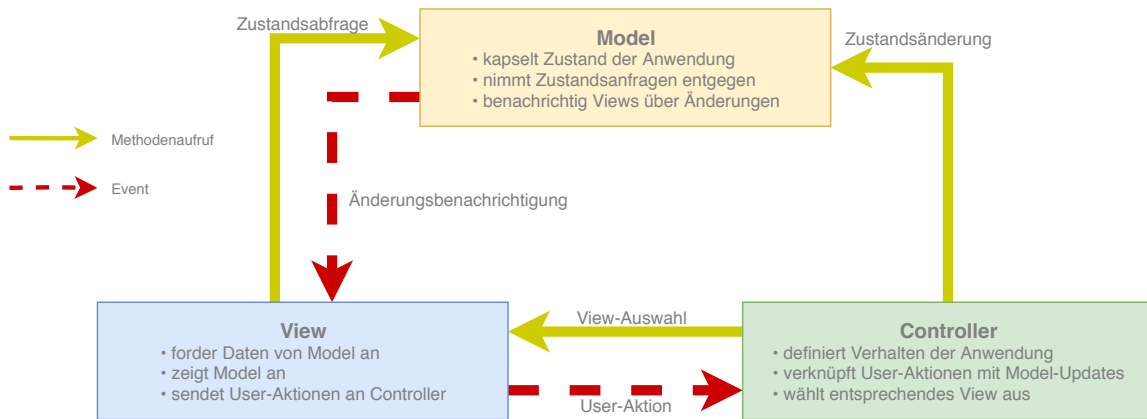 Zustandsabfrage
Model
• kapselt Zustand der Anwendung
• nimmt Zustandsanfragen entgegen
• benachrichtig Views über Änderungen
Zustandsänderung
Methodenaufruf
Event
Änderungsbenachrichtigung
View
• forder Daten von Model an
• zeigt Model an
• sendet User-Aktionen an Controller
View-Auswahl
User-Aktion
Controller
• definiert Verhalten der Anwendung
• verknüpft User-Aktionen mit Model-Updates
• wählt entsprechendes View aus